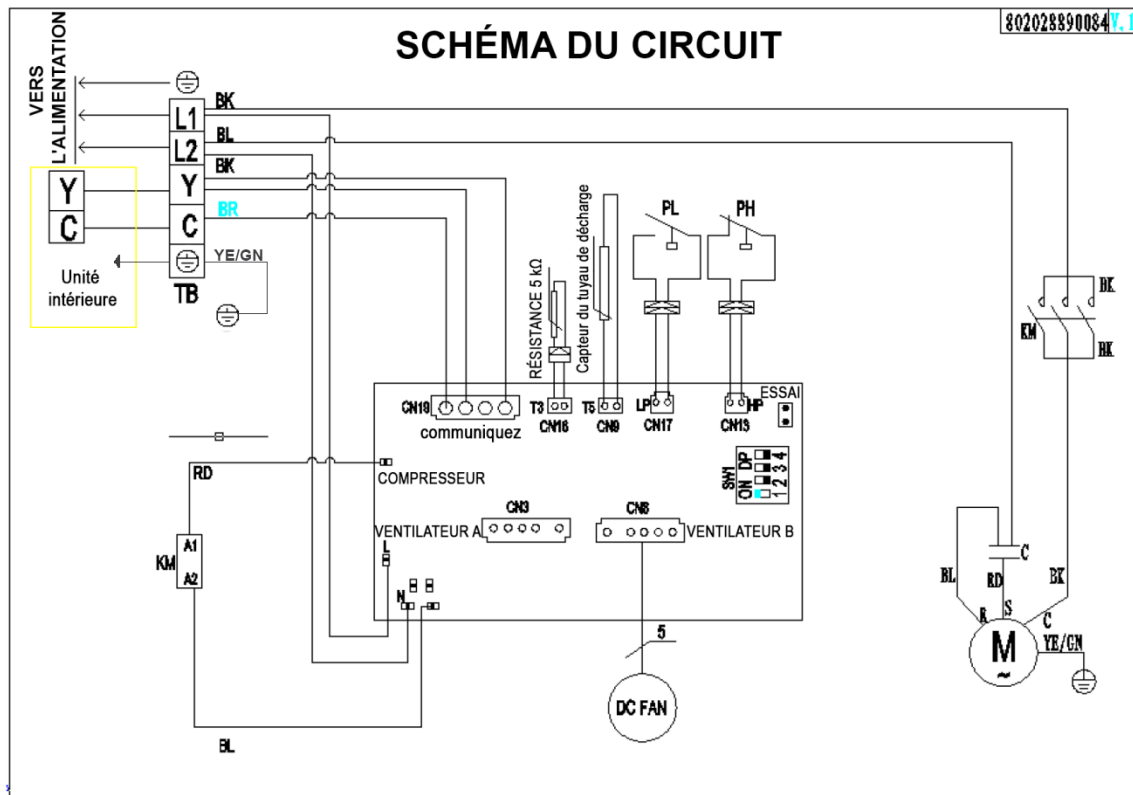 802028890084 V.1
SCHÉMA DU CIRCUIT
VERS
L'ALIMENTATION
L1
L2
Y
C
TB
BK
BL
BK
BR
YE/GN
Y
C
Unité
intérieure
RÉSISTANCE 5 kΩ
Capteur du tuyau de décharge
PL
PH
KM
BK
BK
CN19
communiquez
T3
CN16
T5
CN9
LP
CN17
HP
CN13
ESSAI
SW1
ON DP
1 2 3 4
RD
COMPRESSEUR
CN3
CN8
VENTILATEUR A
VENTILATEUR B
L
N
KM
A1
A2
BL
5
DC FAN
C
BL
RD
BK
R
S
C
M
~
YE/GN